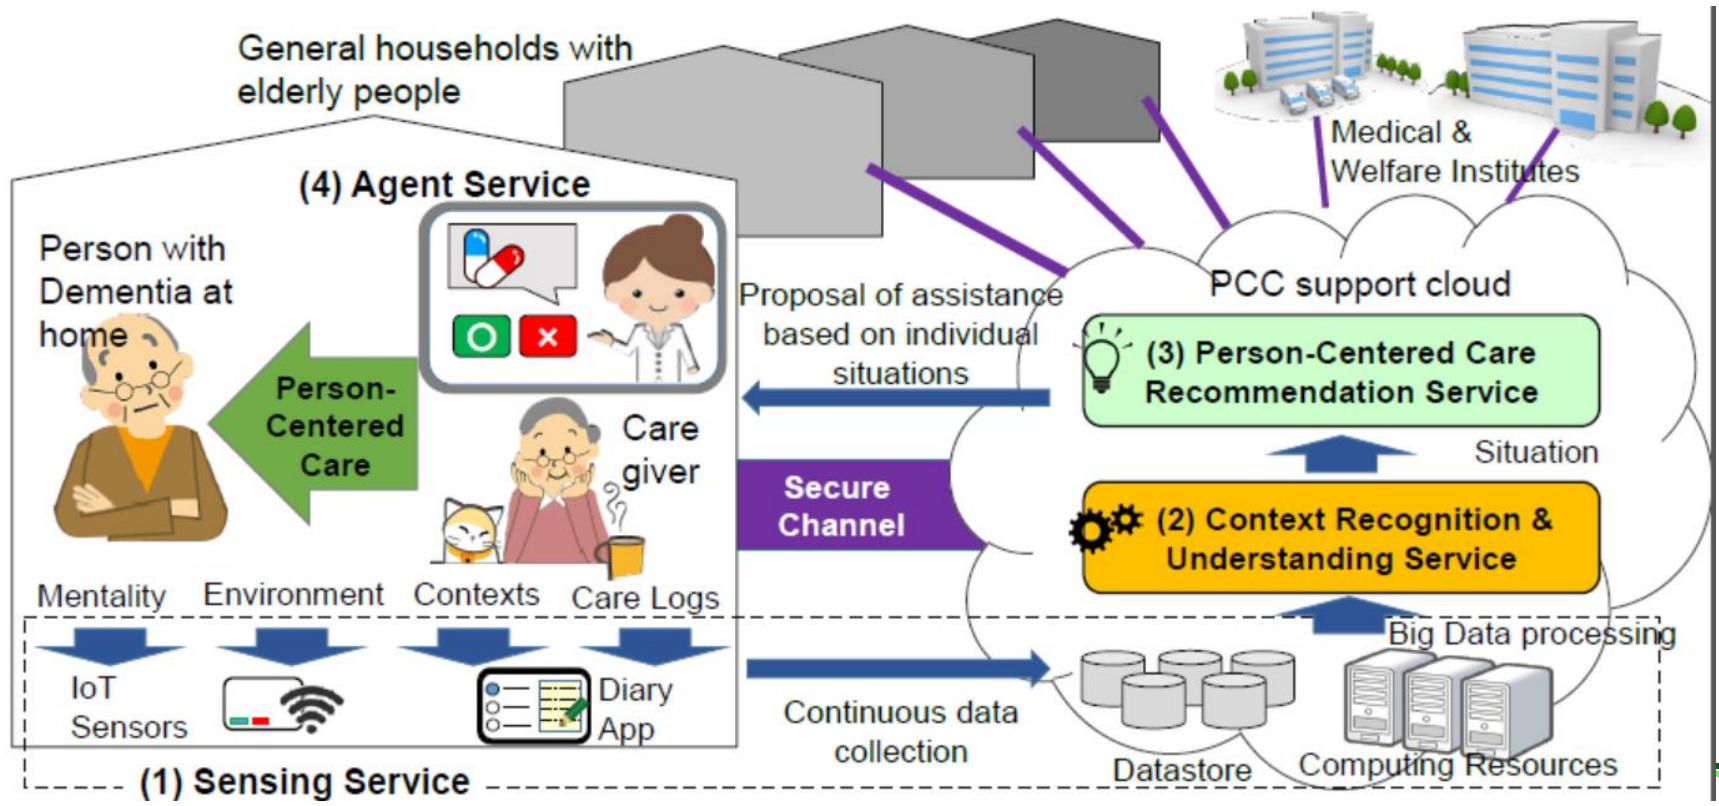 General households with
elderly people
Medical &
Welfare Institutes
(4) Agent Service
Person with
Dementia at
home
Person-
Centered
Care
Care
giver
Proposal of assistance
based on individual
situations
PCC support cloud
(3) Person-Centered Care
Recommendation Service
Situation
Secure
Channel
(2) Context Recognition &
Understanding Service
Mentality
Environment
Contexts
Care Logs
Big Data processing
IoT
Sensors
Diary
App
Continuous data
collection
Datastore
Computing Resources
(1) Sensing Service